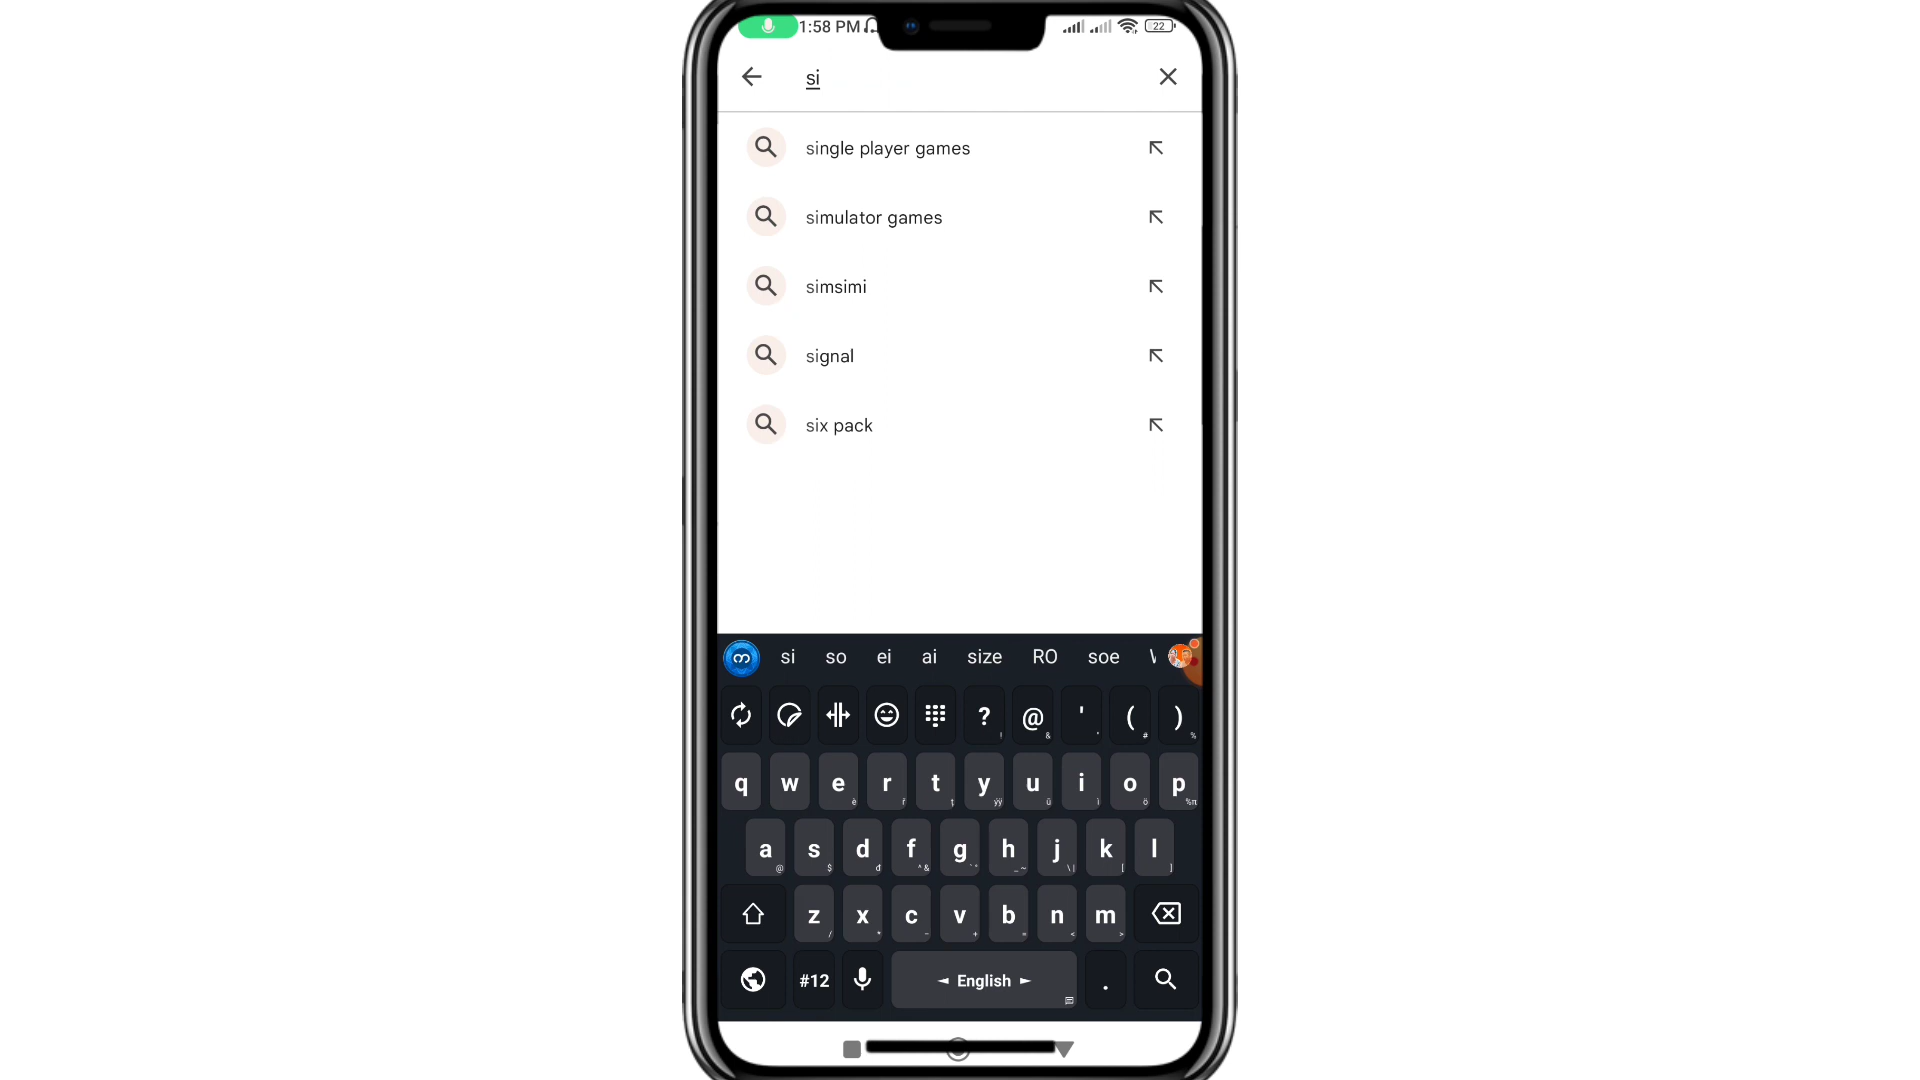 1:58 PM
22
si
single player games
simulator games
simsimi
signal
six pack
si so ei ai size RO soe
? @ ' ( )
q w e r t y u i o p
a s d f g h j k l
z x c v b n m
#12 ◄ English ► .